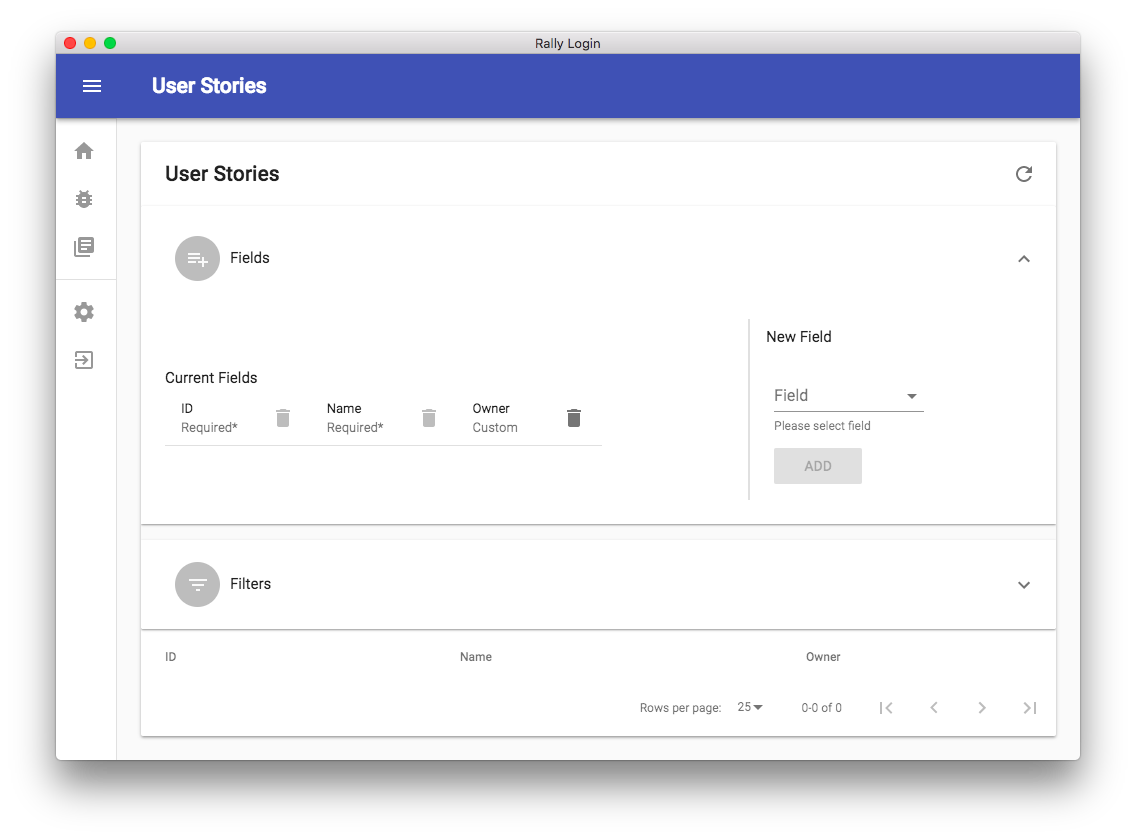 Rally Login
User Stories
User Stories
Fields
New Field
Current Fields
Field
ID
Name
Owner
Required*
Required*
Custom
Please select field
ADD
Filters
ID Name Owner
Rows per page: 25 0-0 of 0